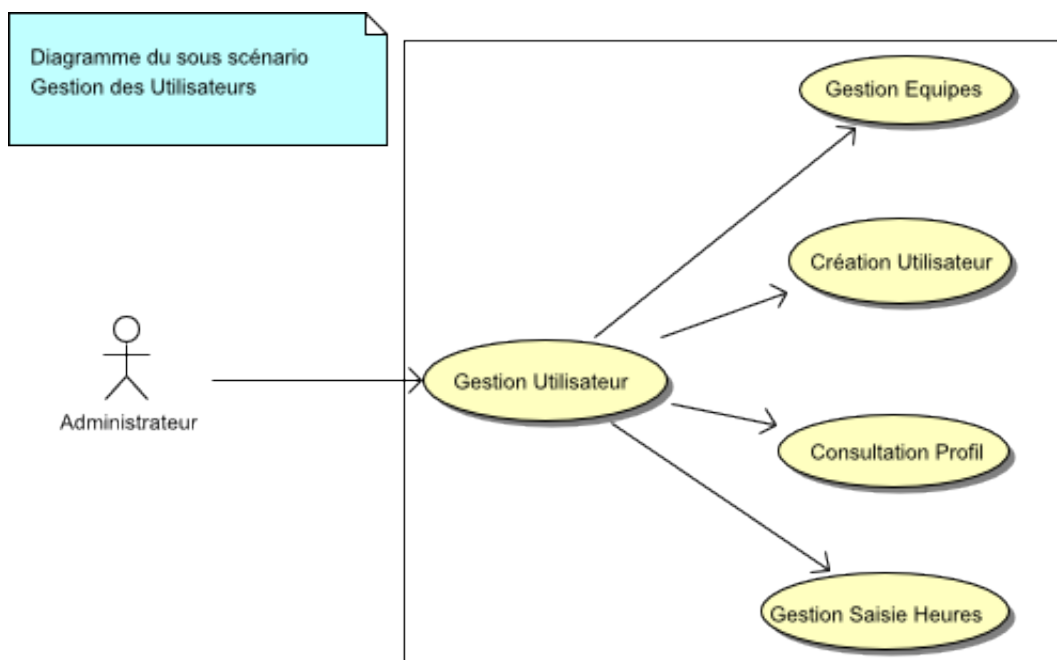 Diagramme du sous scénario
Gestion des Utilisateurs
Gestion Equipes
Création Utilisateur
Gestion Utilisateur
Administrateur
Consultation Profil
Gestion Saisie Heures